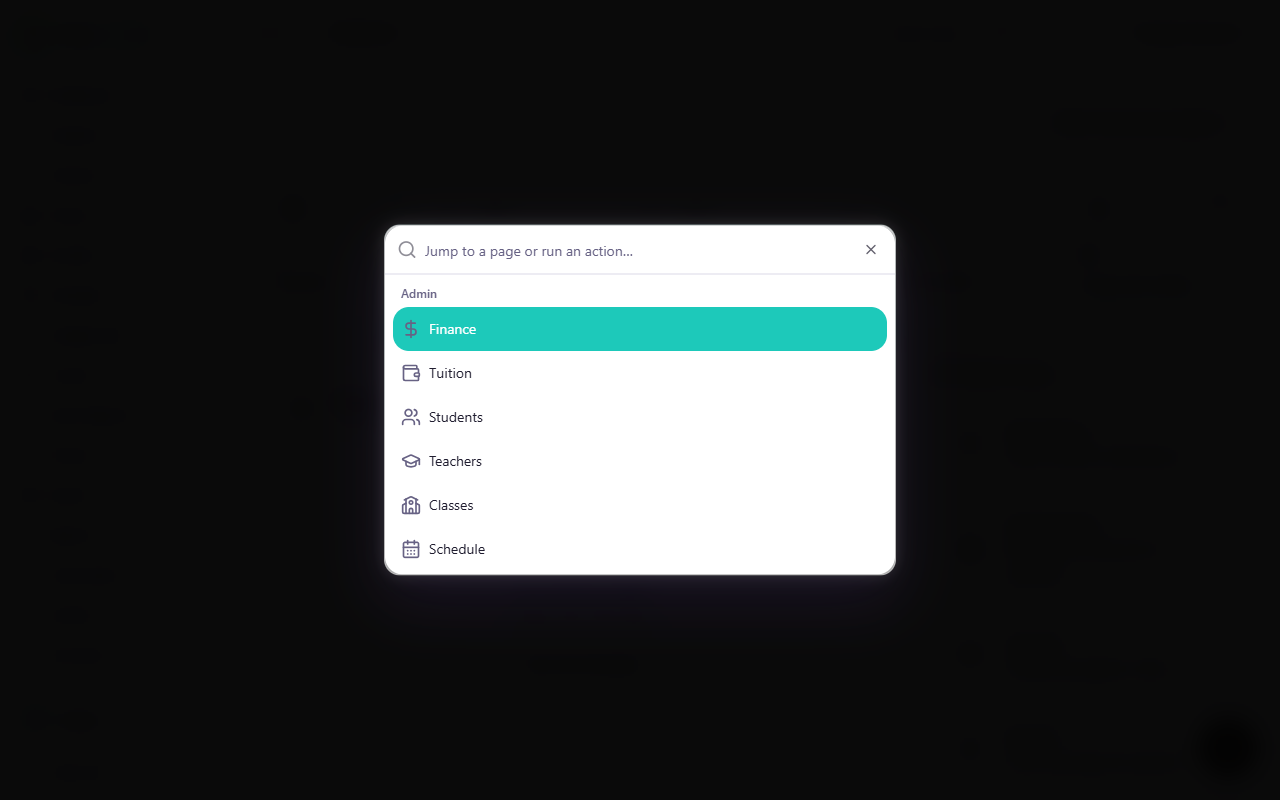 Jump to a page or run an action...
Admin
Finance
Tuition
Students
Teachers
Classes
Schedule